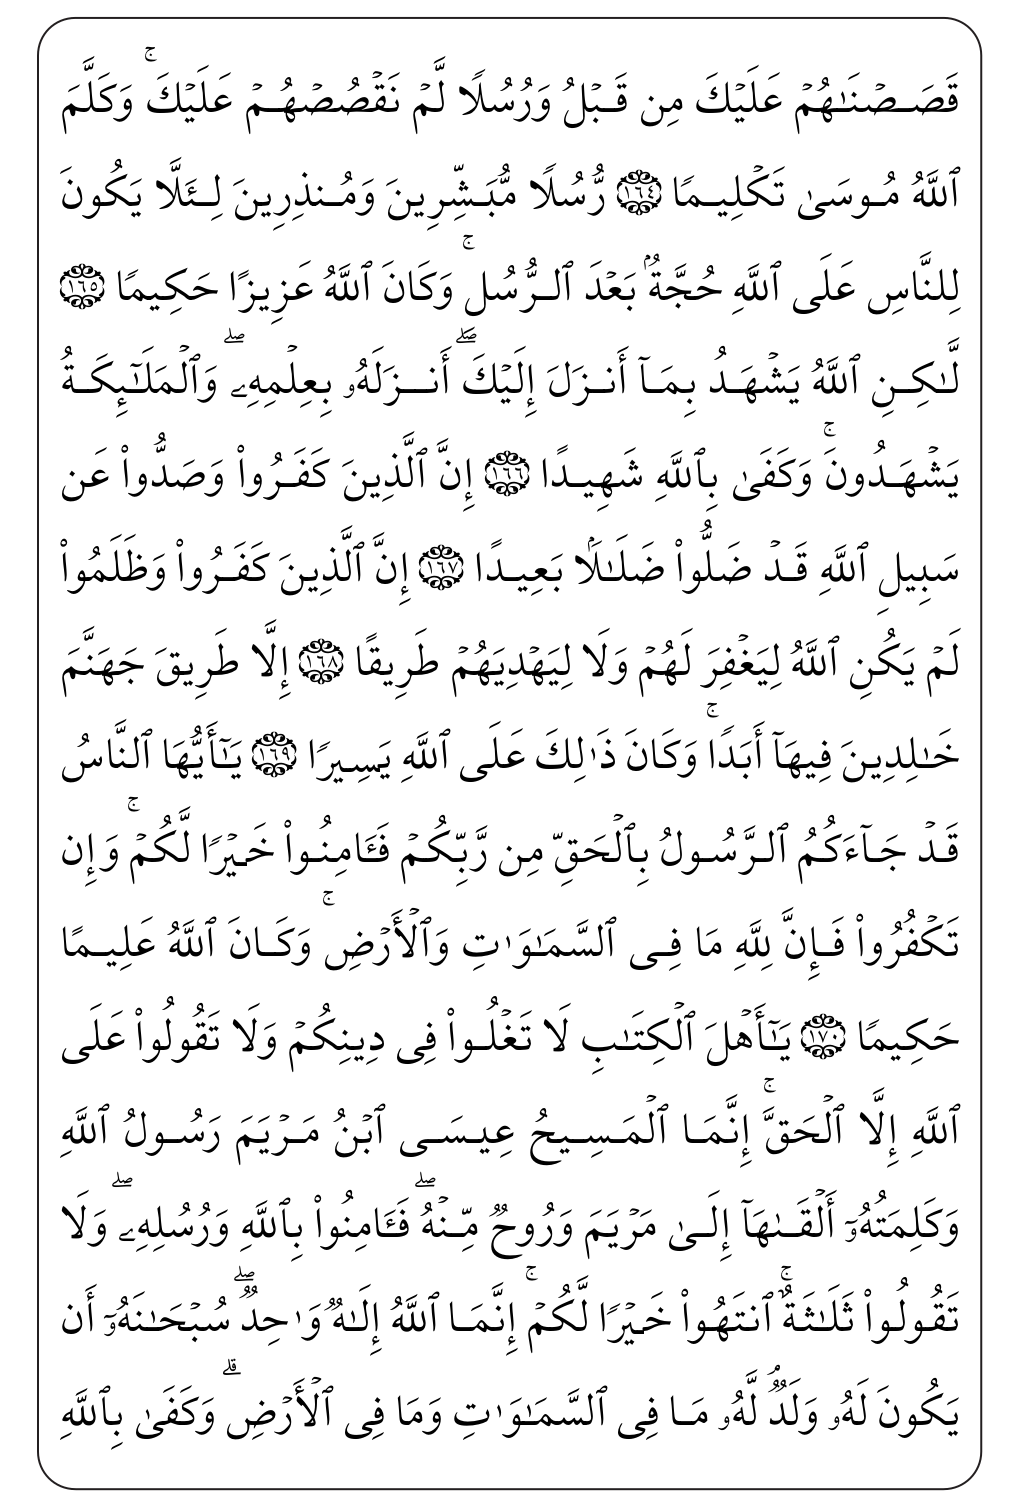 قَصَصۡنَٰهُمۡ عَلَيۡكَ مِن قَبۡلُ وَرُسُلٗا لَّمۡ نَقۡصُصۡهُمۡ عَلَيۡكَۚ وَكَلَّمَ
ٱللَّهُ مُوسَىٰ تَكۡلِيمٗا ١٦٤ رُّسُلٗا مُّبَشِّرِينَ وَمُنذِرِينَ لِئَلَّا يَكُونَ
لِلنَّاسِ عَلَى ٱللَّهِ حُجَّةُۢ بَعۡدَ ٱلرُّسُلِۚ وَكَانَ ٱللَّهُ عَزِيزًا حَكِيمٗا ١٦٥
لَّٰكِنِ ٱللَّهُ يَشۡهَدُ بِمَآ أَنزَلَ إِلَيۡكَۖ أَنزَلَهُۥ بِعِلۡمِهِۦۖ وَٱلۡمَلَٰٓئِكَةُ
يَشۡهَدُونَۚ وَكَفَىٰ بِٱللَّهِ شَهِيدًا ١٦٦ إِنَّ ٱلَّذِينَ كَفَرُواْ وَصَدُّواْ عَن
سَبِيلِ ٱللَّهِ قَدۡ ضَلُّواْ ضَلَٰلَۢا بَعِيدًا ١٦٧ إِنَّ ٱلَّذِينَ كَفَرُواْ وَظَلَمُواْ
لَمۡ يَكُنِ ٱللَّهُ لِيَغۡفِرَ لَهُمۡ وَلَا لِيَهۡدِيَهُمۡ طَرِيقًا ١٦٨ إِلَّا طَرِيقَ جَهَنَّمَ
خَٰلِدِينَ فِيهَآ أَبَدٗاۚ وَكَانَ ذَٰلِكَ عَلَى ٱللَّهِ يَسِيرٗا ١٦٩ يَٰٓأَيُّهَا ٱلنَّاسُ
قَدۡ جَآءَكُمُ ٱلرَّسُولُ بِٱلۡحَقِّ مِن رَّبِّكُمۡ فَـَٔامِنُواْ خَيۡرٗا لَّكُمۡۚ وَإِن
تَكۡفُرُواْ فَإِنَّ لِلَّهِ مَا فِي ٱلسَّمَٰوَٰتِ وَٱلۡأَرۡضِۚ وَكَانَ ٱللَّهُ عَلِيمًا
حَكِيمٗا ١٧٠ يَٰٓأَهۡلَ ٱلۡكِتَٰبِ لَا تَغۡلُواْ فِي دِينِكُمۡ وَلَا تَقُولُواْ عَلَى
ٱللَّهِ إِلَّا ٱلۡحَقَّۚ إِنَّمَا ٱلۡمَسِيحُ عِيسَى ٱبۡنُ مَرۡيَمَ رَسُولُ ٱللَّهِ
وَكَلِمَتُهُۥٓ أَلۡقَىٰهَآ إِلَىٰ مَرۡيَمَ وَرُوحٞ مِّنۡهُۖ فَـَٔامِنُواْ بِٱللَّهِ وَرُسُلِهِۦۖ وَلَا
تَقُولُواْ ثَلَٰثَةٌۚ ٱنتَهُواْ خَيۡرٗا لَّكُمۡۚ إِنَّمَا ٱللَّهُ إِلَٰهٞ وَٰحِدٞۖ سُبۡحَٰنَهُۥٓ أَن
يَكُونَ لَهُۥ وَلَدٞۘ لَّهُۥ مَا فِي ٱلسَّمَٰوَٰتِ وَمَا فِي ٱلۡأَرۡضِۗ وَكَفَىٰ بِٱللَّهِ